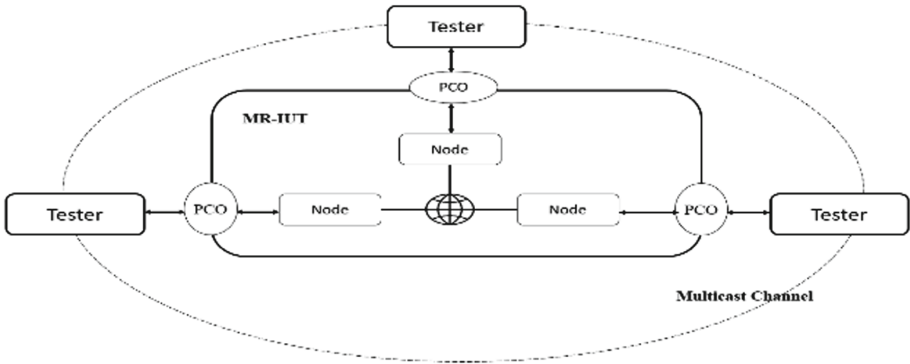 Tester
PCO
MR-IUT
Node
Tester
PCO
Node
Node
PCO
Tester
Multicast Channel